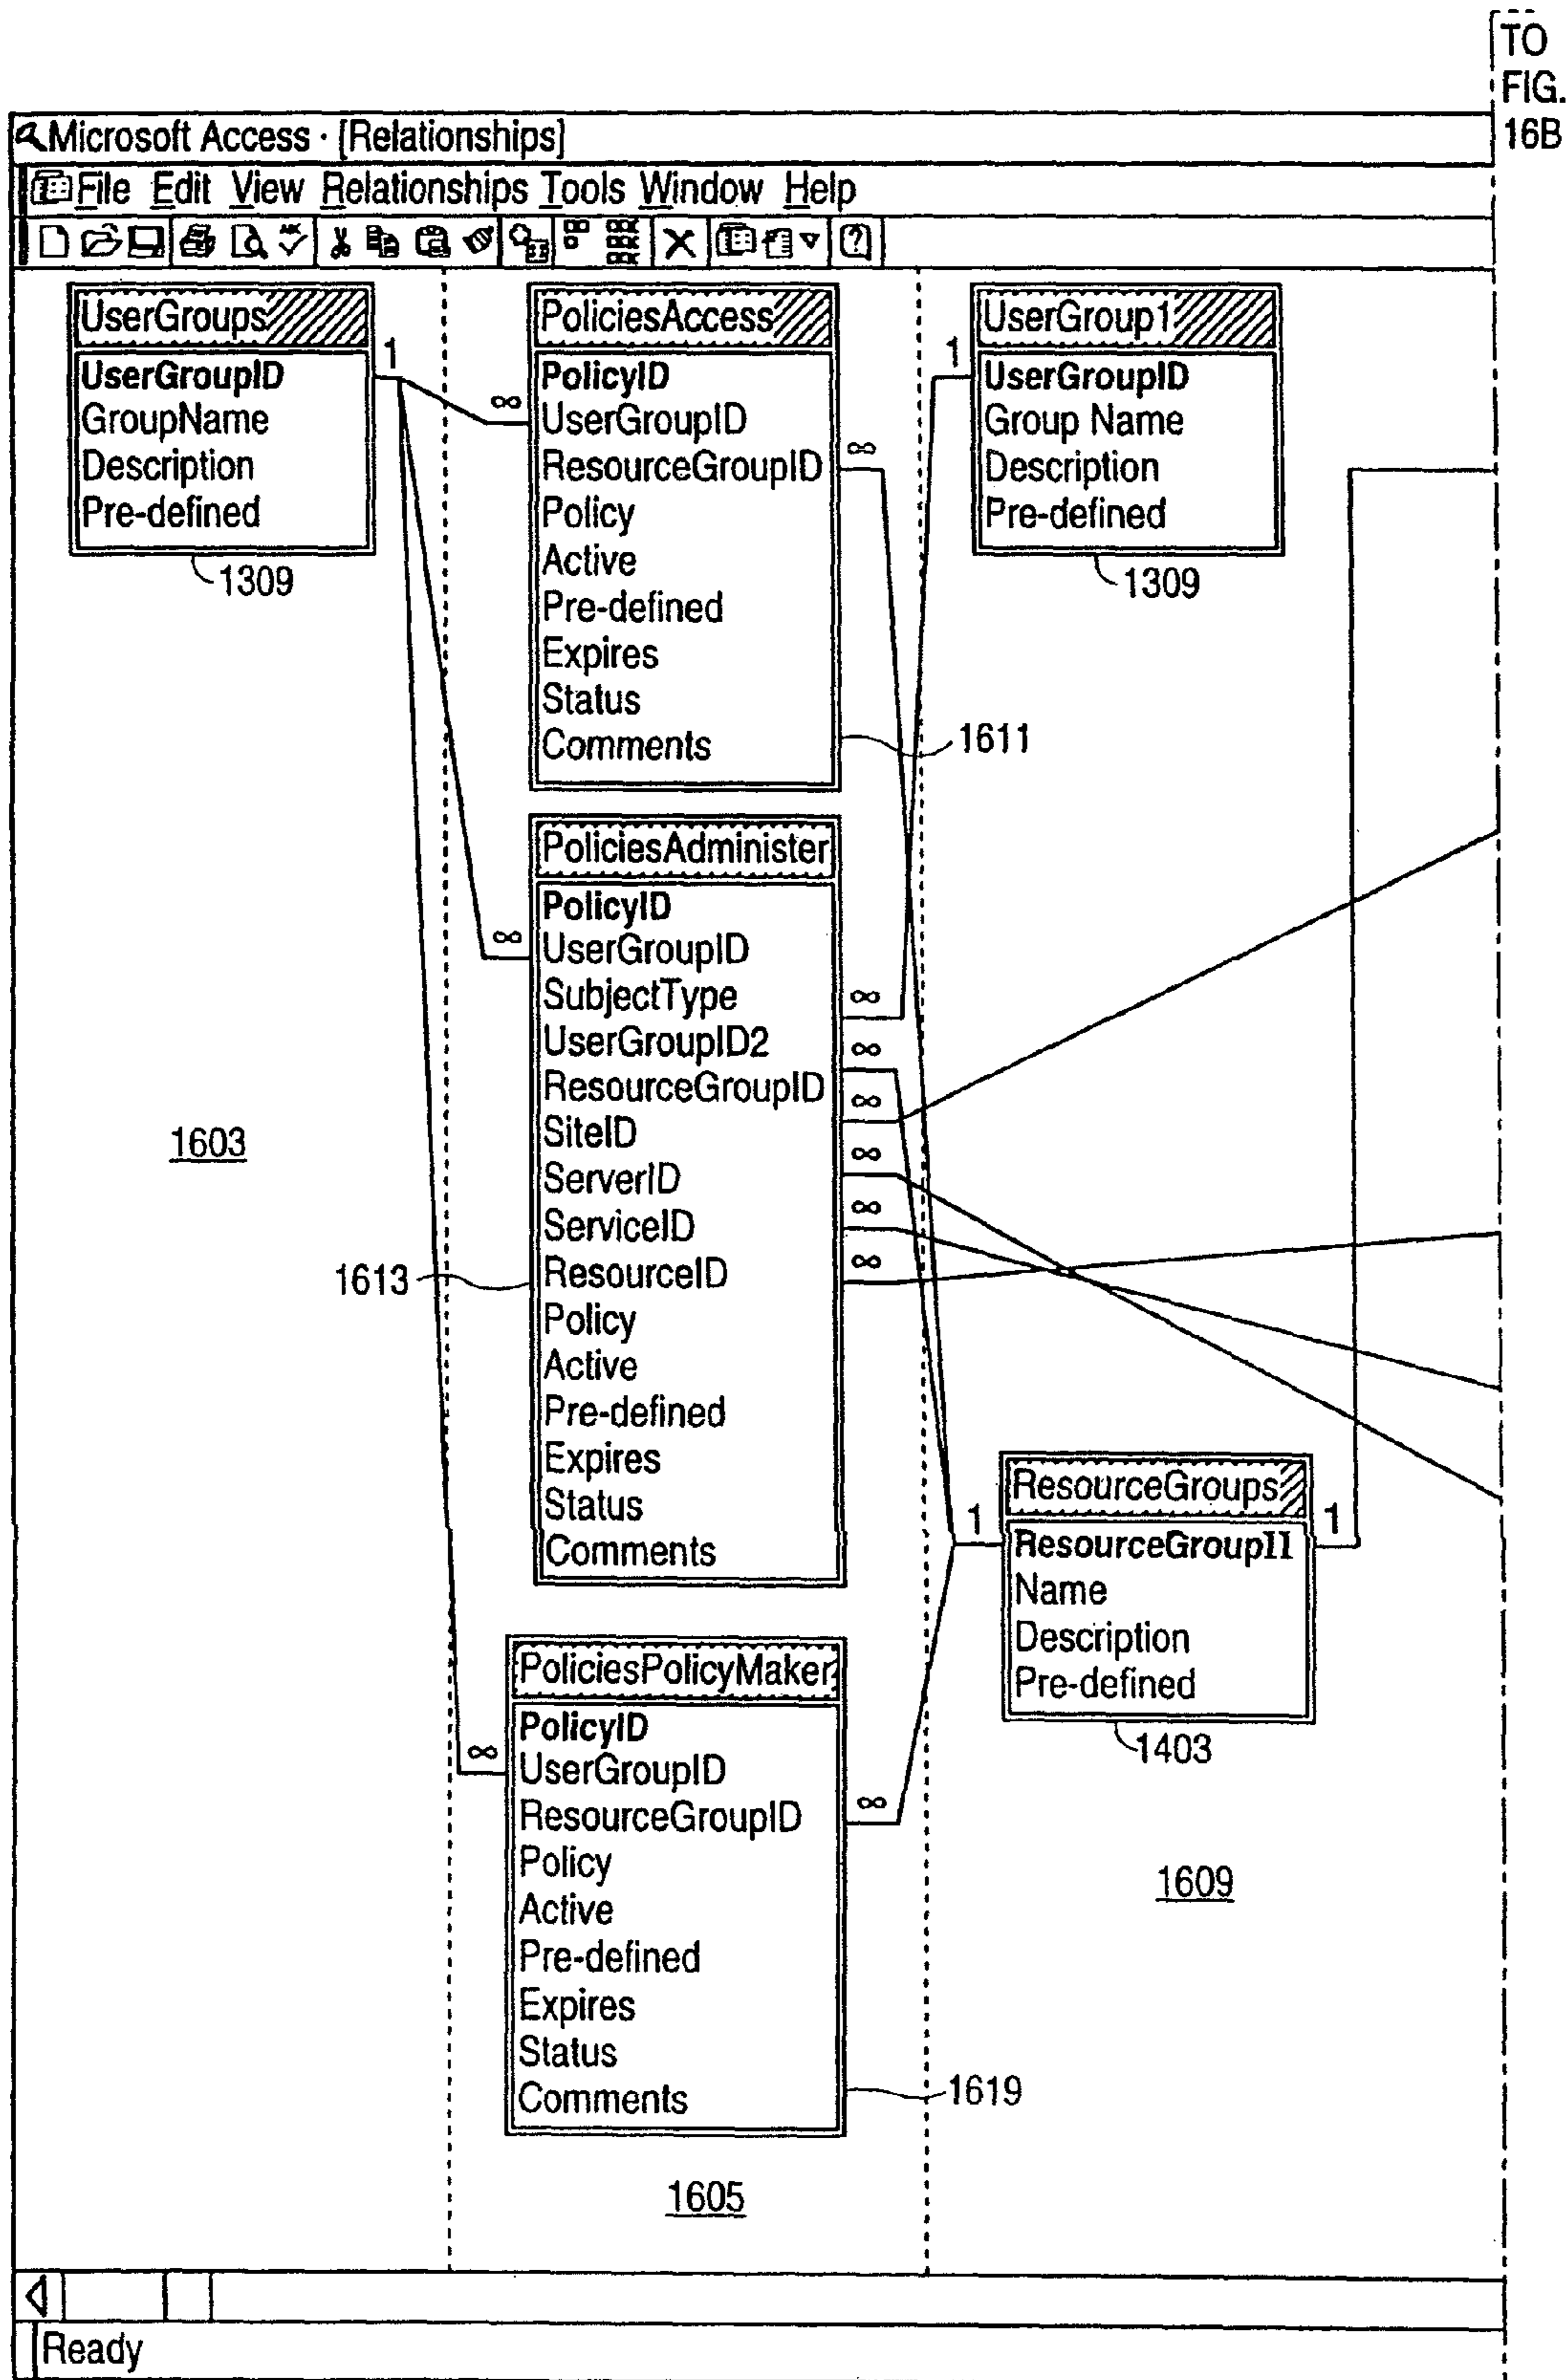 TO
FIG.
16B
Microsoft Access · [Relationships]
File Edit View Relationships Tools Window Help
UserGroups
UserGroupID
GroupName
Description
Pre-defined
1309
1
∞
PoliciesAccess
PolicyID
UserGroupID
ResourceGroupID
Policy
Active
Pre-defined
Expires
Status
Comments
∞
1611
1
UserGroup1
UserGroupID
Group Name
Description
Pre-defined
1309
1603
∞
PoliciesAdminister
PolicyID
UserGroupID
SubjectType
UserGroupID2
ResourceGroupID
SiteID
ServerID
ServiceID
ResourceID
Policy
Active
Pre-defined
Expires
Status
Comments
∞
∞
∞
∞
∞
∞
1613
1
ResourceGroups
ResourceGroupII
Name
Description
Pre-defined
1
1403
∞
PoliciesPolicyMaker
PolicyID
UserGroupID
ResourceGroupID
Policy
Active
Pre-defined
Expires
Status
Comments
∞
1619
1609
1605
Ready